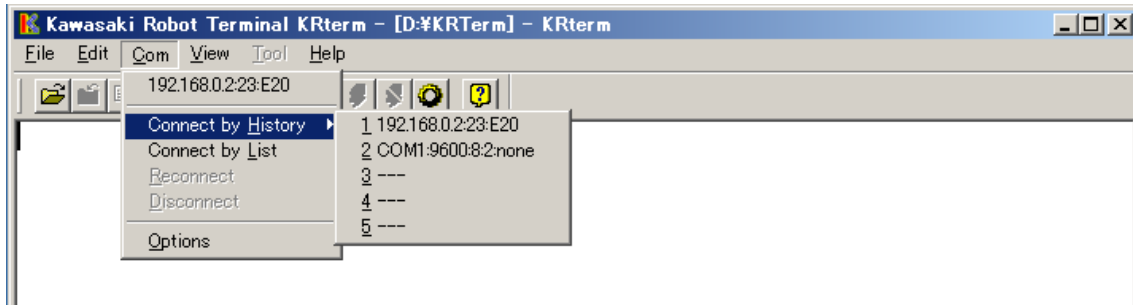 Kawasaki Robot Terminal KRterm - [D:¥KRTerm] - KRterm
File Edit Com View Tool Help
192.168.0.2:23:E20
Connect by History
1 192.168.0.2:23:E20
Connect by List
2 COM1:9600:8:2:none
Reconnect
3 ---
Disconnect
4 ---
5 ---
Options